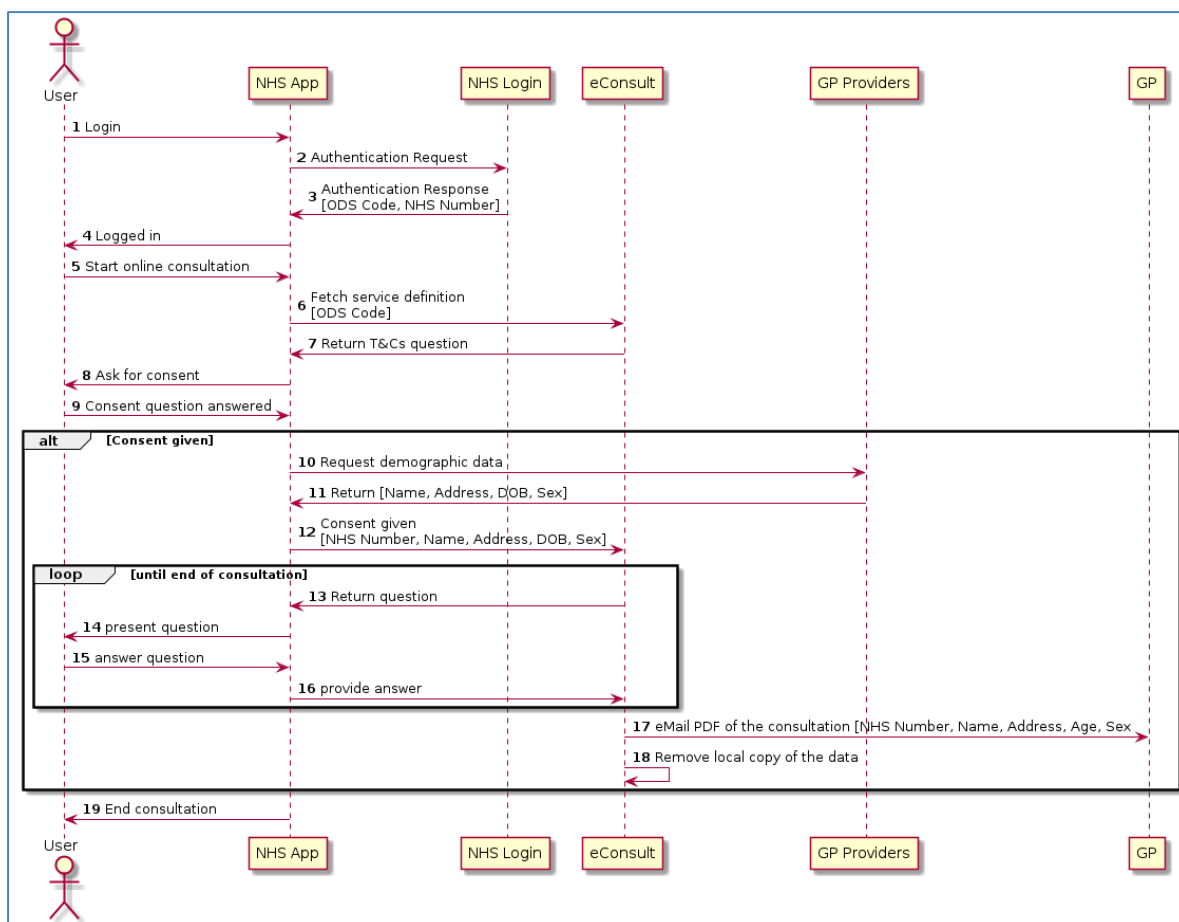 User
NHS App
NHS Login
eConsult
GP Providers
GP
1 Login
2 Authentication Request
3 Authentication Response
[ODS Code, NHS Number]
4 Logged in
5 Start online consultation
6 Fetch service definition
[ODS Code]
7 Return T&Cs question
8 Ask for consent
9 Consent question answered
alt [Consent given]
10 Request demographic data
11 Return [Name, Address, DOB, Sex]
12 Consent given
[NHS Number, Name, Address, DOB, Sex]
loop [until end of consultation]
13 Return question
14 present question
15 answer question
16 provide answer
17 eMail PDF of the consultation [NHS Number, Name, Address, Age, Sex
18 Remove local copy of the data
19 End consultation
User
NHS App
NHS Login
eConsult
GP Providers
GP